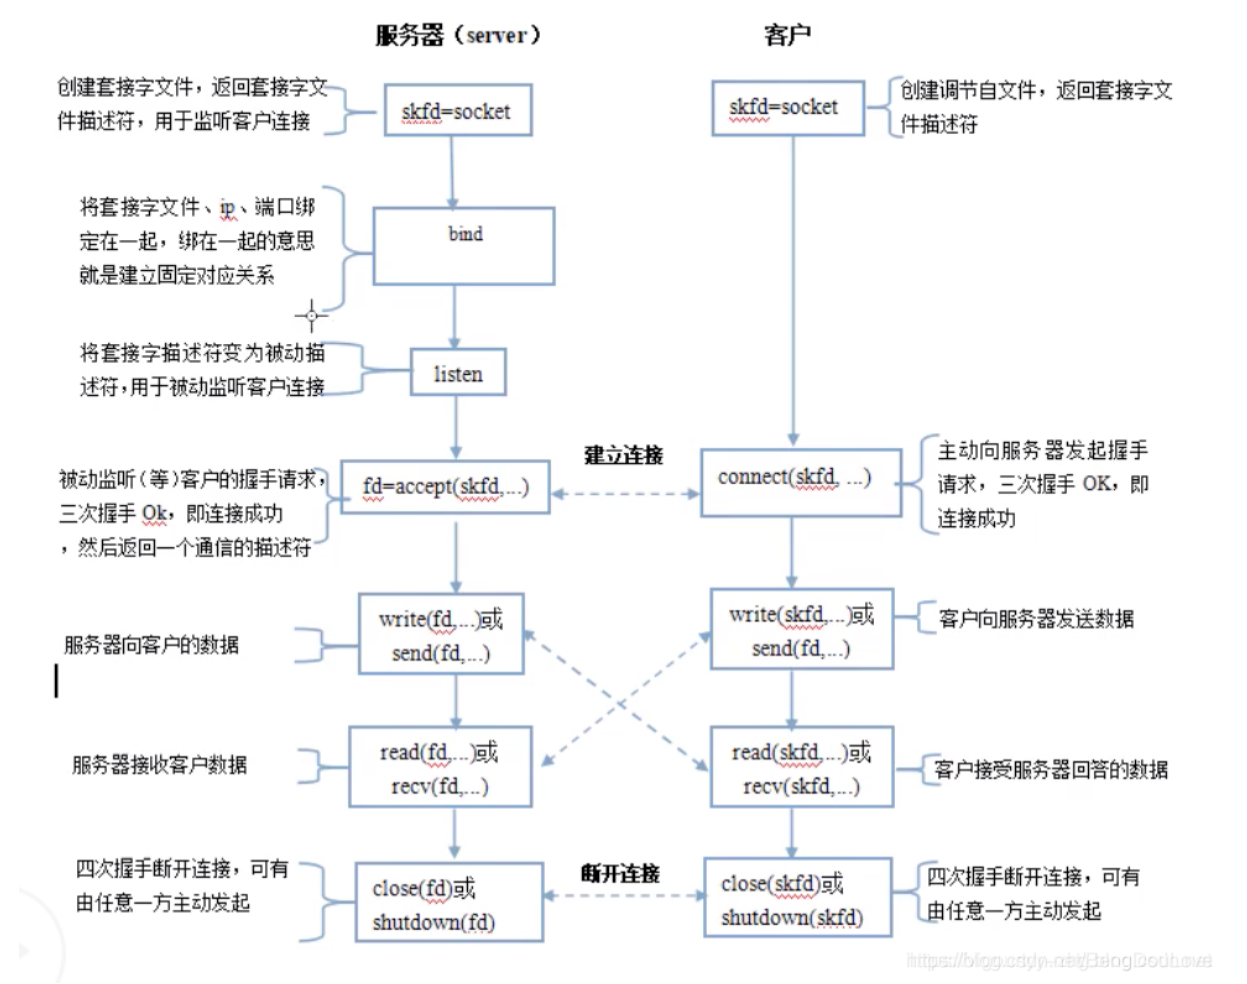 服务器（server）
客户
创建套接字文件，返回套接字文
件描述符，用于监听客户连接
skfd=socket
skfd=socket
创建调节自文件，返回套接字文
件描述符
将套接字文件、ip、端口绑
定在一起，绑在一起的意思
就是建立固定对应关系
bind
将套接字描述符变为被动描
述符，用于被动监听客户连接
listen
被动监听（等）客户的握手请求，
三次握手 Ok，即连接成功
，然后返回一个通信的描述符
fd=accept(skfd,...)
建立连接
connect(skfd, ...)
主动向服务器发起握手
请求，三次握手 OK，即
连接成功
服务器向客户的数据
write(fd,...)或
send(fd,...)
write(skfd,...)或
send(fd,...)
客户向服务器发送数据
服务器接收客户数据
read(fd,...)或
recv(fd,...)
read(skfd,...)或
recv(skfd,...)
客户接受服务器回答的数据
四次握手断开连接，可有
由任意一方主动发起
close(fd)或
shutdown(fd)
断开连接
close(skfd)或
shutdown(skfd)
四次握手断开连接，可有
由任意一方主动发起